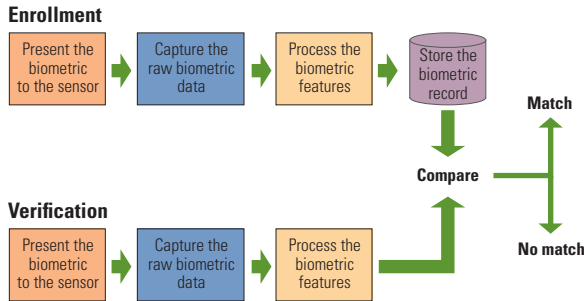 Enrollment
Present the
biometric
to the sensor
Capture the
raw biometric
data
Process the
biometric
features
Store the
biometric
record
Match
Compare
No match
Verification
Present the
biometric
to the sensor
Capture the
raw biometric
data
Process the
biometric
features